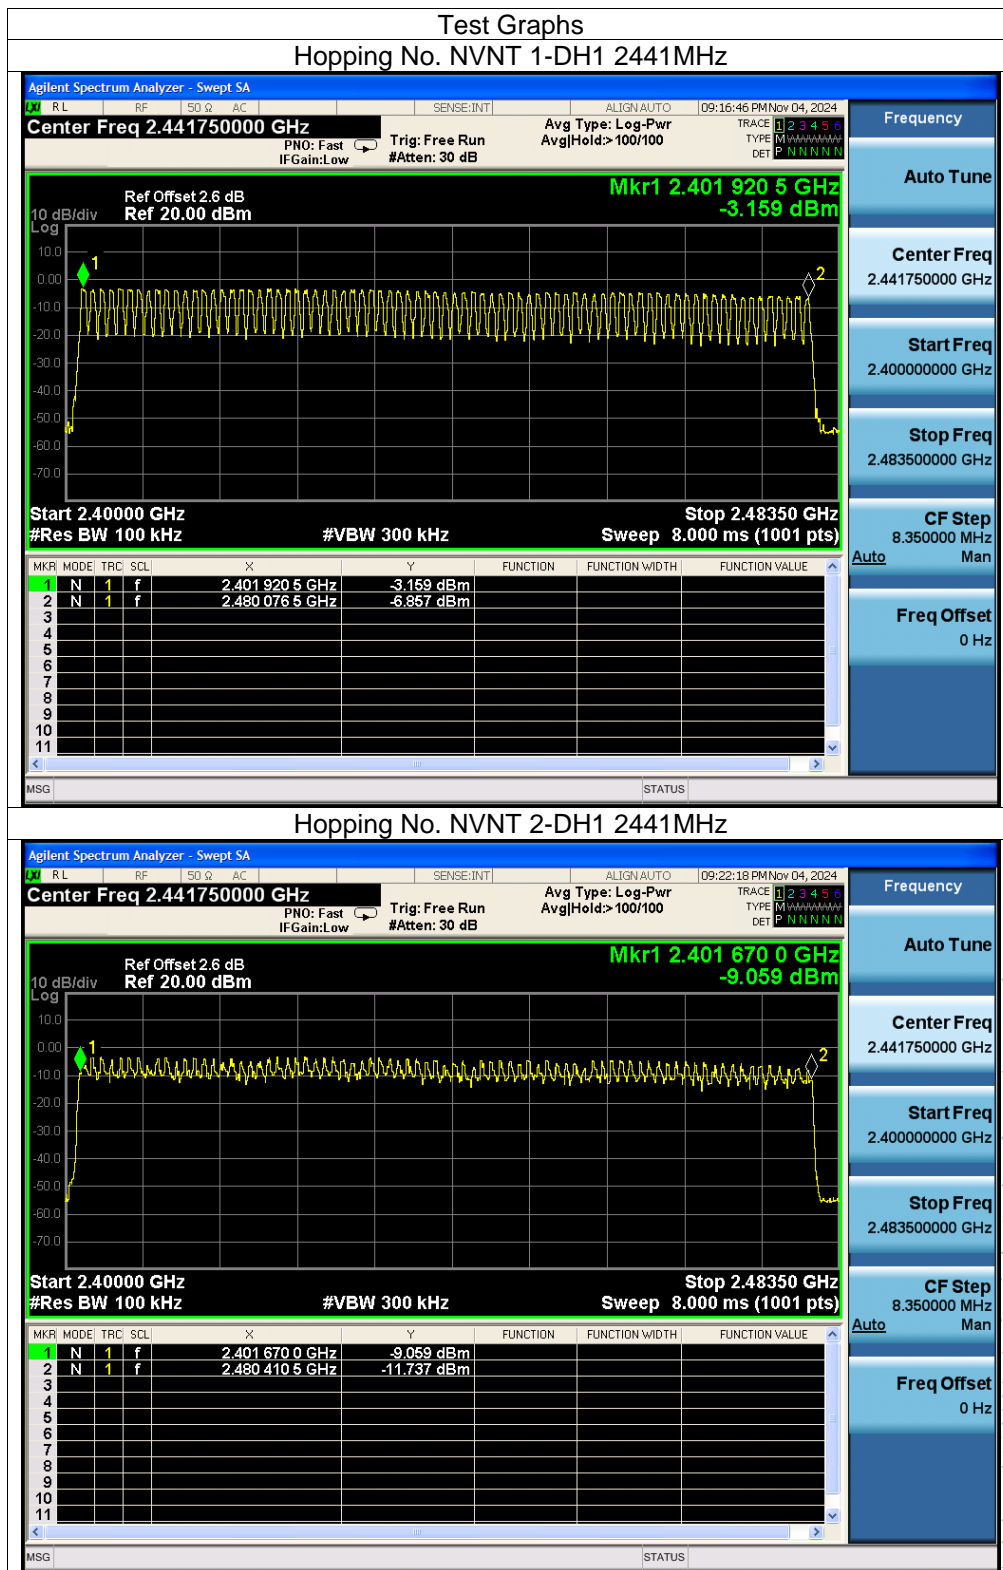 Test Graphs
Hopping No. NVNT 1-DH1 2441MHz
Agilent Spectrum Analyzer - Swept SA
LXI RL RF 50 Ω AC SENSE:INT ALIGN AUTO 09:16:46 PM Nov 04, 2024
Center Freq 2.441750000 GHz
PNO: Fast
IFGain:Low
Trig: Free Run
#Atten: 30 dB
Avg Type: Log-Pwr
Avg|Hold:> 100/100
TRACE 1 2 3 4 5 6
TYPE M
DET P N N N N N
Mkr1 2.401 920 5 GHz
-3.159 dBm
Ref Offset 2.6 dB
10 dB/div Ref 20.00 dBm
Log
10.0
0.00
-10.0
-20.0
-30.0
-40.0
-50.0
-60.0
-70.0
1
2
Start 2.40000 GHz Stop 2.48350 GHz
#Res BW 100 kHz #VBW 300 kHz Sweep 8.000 ms (1001 pts)
MKR MODE TRC SCL X Y FUNCTION FUNCTION WIDTH FUNCTION VALUE
1 N 1 f 2.401 920 5 GHz -3.159 dBm
2 N 1 f 2.480 076 5 GHz -6.857 dBm
3
4
5
6
7
8
9
10
11
MSG STATUS
Frequency
Auto Tune
Center Freq
2.441750000 GHz
Start Freq
2.400000000 GHz
Stop Freq
2.483500000 GHz
CF Step
8.350000 MHz
Auto Man
Freq Offset
0 Hz
Hopping No. NVNT 2-DH1 2441MHz
Agilent Spectrum Analyzer - Swept SA
LXI RL RF 50 Ω AC SENSE:INT ALIGN AUTO 09:22:18 PM Nov 04, 2024
Center Freq 2.441750000 GHz
PNO: Fast
IFGain:Low
Trig: Free Run
#Atten: 30 dB
Avg Type: Log-Pwr
Avg|Hold:> 100/100
TRACE 1 2 3 4 5 6
TYPE M
DET P N N N N N
Mkr1 2.401 670 0 GHz
-9.059 dBm
Ref Offset 2.6 dB
10 dB/div Ref 20.00 dBm
Log
10.0
0.00
-10.0
-20.0
-30.0
-40.0
-50.0
-60.0
-70.0
1
2
Start 2.40000 GHz Stop 2.48350 GHz
#Res BW 100 kHz #VBW 300 kHz Sweep 8.000 ms (1001 pts)
MKR MODE TRC SCL X Y FUNCTION FUNCTION WIDTH FUNCTION VALUE
1 N 1 f 2.401 670 0 GHz -9.059 dBm
2 N 1 f 2.480 410 5 GHz -11.737 dBm
3
4
5
6
7
8
9
10
11
MSG STATUS
Frequency
Auto Tune
Center Freq
2.441750000 GHz
Start Freq
2.400000000 GHz
Stop Freq
2.483500000 GHz
CF Step
8.350000 MHz
Auto Man
Freq Offset
0 Hz